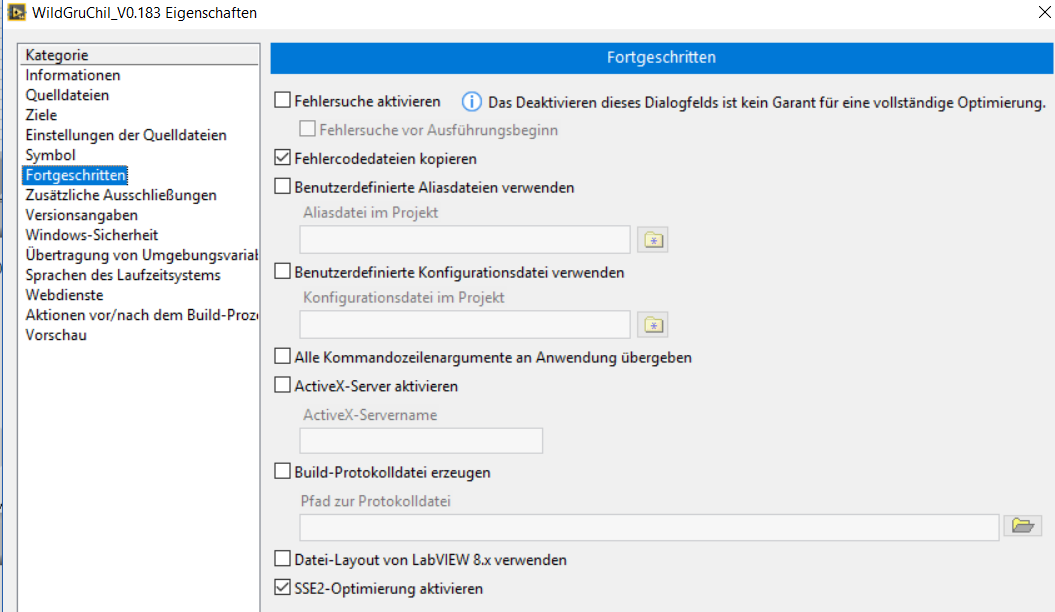 WildGruChil_V0.183 Eigenschaften
Kategorie
Informationen
Quelldateien
Ziele
Einstellungen der Quelldateien
Symbol
Fortgeschritten
Zusätzliche Ausschließungen
Versionsangaben
Windows-Sicherheit
Übertragung von Umgebungsvariab
Sprachen des Laufzeitsystems
Webdienste
Aktionen vor/nach dem Build-Proze
Vorschau
Fortgeschritten
Fehlersuche aktivieren
Das Deaktivieren dieses Dialogfelds ist kein Garant für eine vollständige Optimierung.
Fehlersuche vor Ausführungsbeginn
Fehlercodedateien kopieren
Benutzerdefinierte Aliasdateien verwenden
Aliasdatei im Projekt
Benutzerdefinierte Konfigurationsdatei verwenden
Konfigurationsdatei im Projekt
Alle Kommandozeilenargumente an Anwendung übergeben
ActiveX-Server aktivieren
ActiveX-Servername
Build-Protokolldatei erzeugen
Pfad zur Protokolldatei
Datei-Layout von LabVIEW 8.x verwenden
SSE2-Optimierung aktivieren